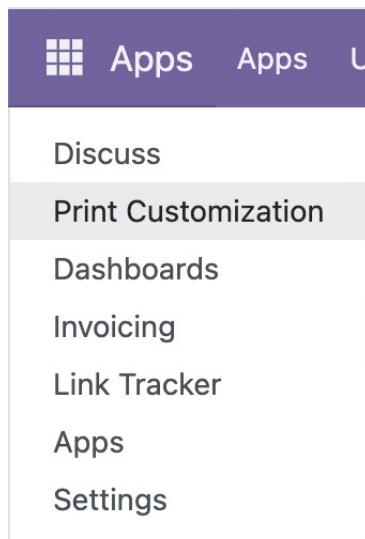 Apps Apps U
Discuss
Print Customization
Dashboards
Invoicing
Link Tracker
Apps
Settings